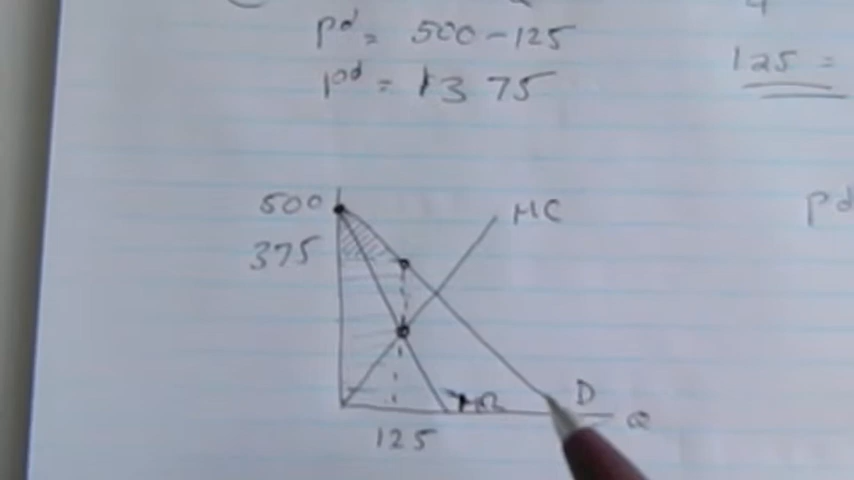 pd = 500 - 125
pd = 375
125 =
500
MC
pd
375
MR
D
Q
125